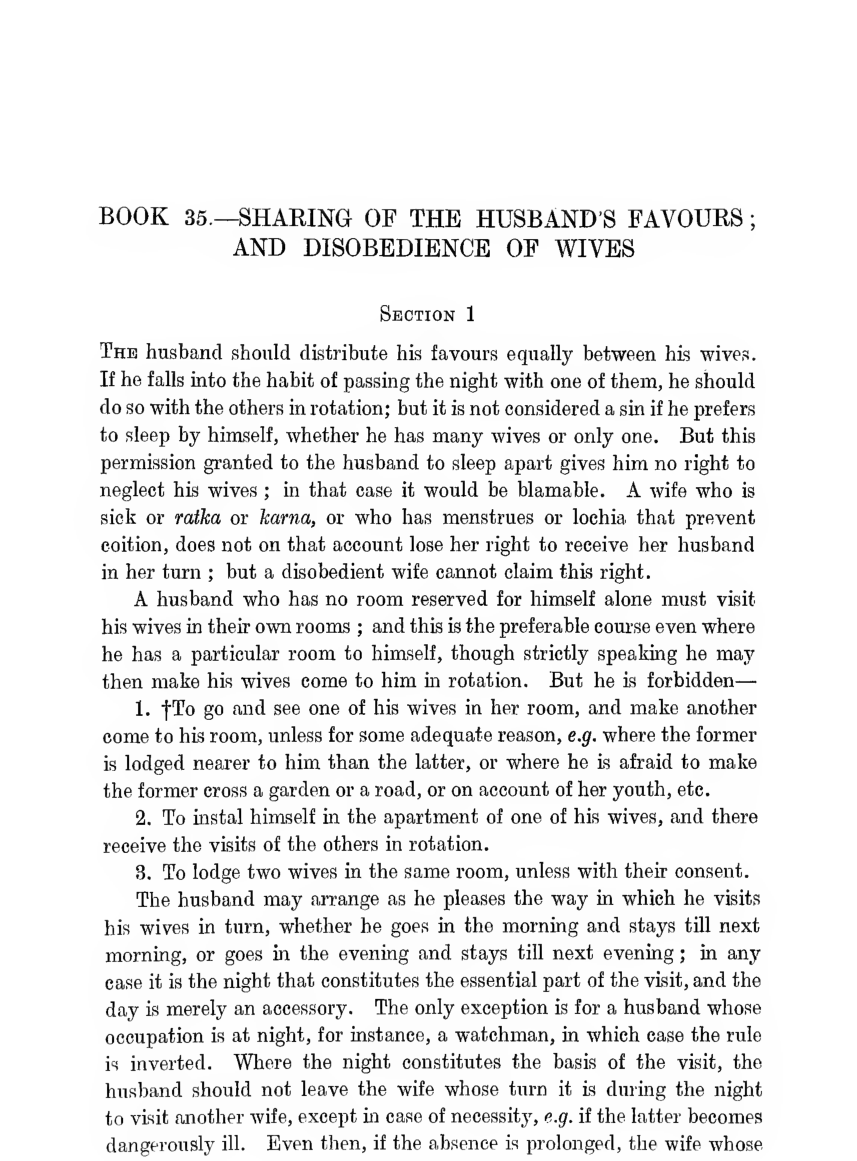 BOOK 35.—SHARING OF THE HUSBAND'S FAVOURS ;
AND DISOBEDIENCE OF WIVES
SECTION 1
THE husband should distribute his favours equally between his wives.
If he falls into the habit of passing the night with one of them, he should
do so with the others in rotation; but it is not considered a sin if he prefers
to sleep by himself, whether he has many wives or only one. But this
permission granted to the husband to sleep apart gives him no right to
neglect his wives ; in that case it would be blamable. A wife who is
sick or ratka or karna, or who has menstrues or lochia that prevent
coition, does not on that account lose her right to receive her husband
in her turn ; but a disobedient wife cannot claim this right.
A husband who has no room reserved for himself alone must visit
his wives in their own rooms ; and this is the preferable course even where
he has a particular room to himself, though strictly speaking he may
then make his wives come to him in rotation. But he is forbidden—
1. †To go and see one of his wives in her room, and make another
come to his room, unless for some adequate reason, e.g. where the former
is lodged nearer to him than the latter, or where he is afraid to make
the former cross a garden or a road, or on account of her youth, etc.
2. To instal himself in the apartment of one of his wives, and there
receive the visits of the others in rotation.
3. To lodge two wives in the same room, unless with their consent.
The husband may arrange as he pleases the way in which he visits
his wives in turn, whether he goes in the morning and stays till next
morning, or goes in the evening and stays till next evening ; in any
case it is the night that constitutes the essential part of the visit, and the
day is merely an accessory. The only exception is for a husband whose
occupation is at night, for instance, a watchman, in which case the rule
is inverted. Where the night constitutes the basis of the visit, the
husband should not leave the wife whose turn it is during the night
to visit another wife, except in case of necessity, e.g. if the latter becomes
dangerously ill. Even then, if the absence is prolonged, the wife whose